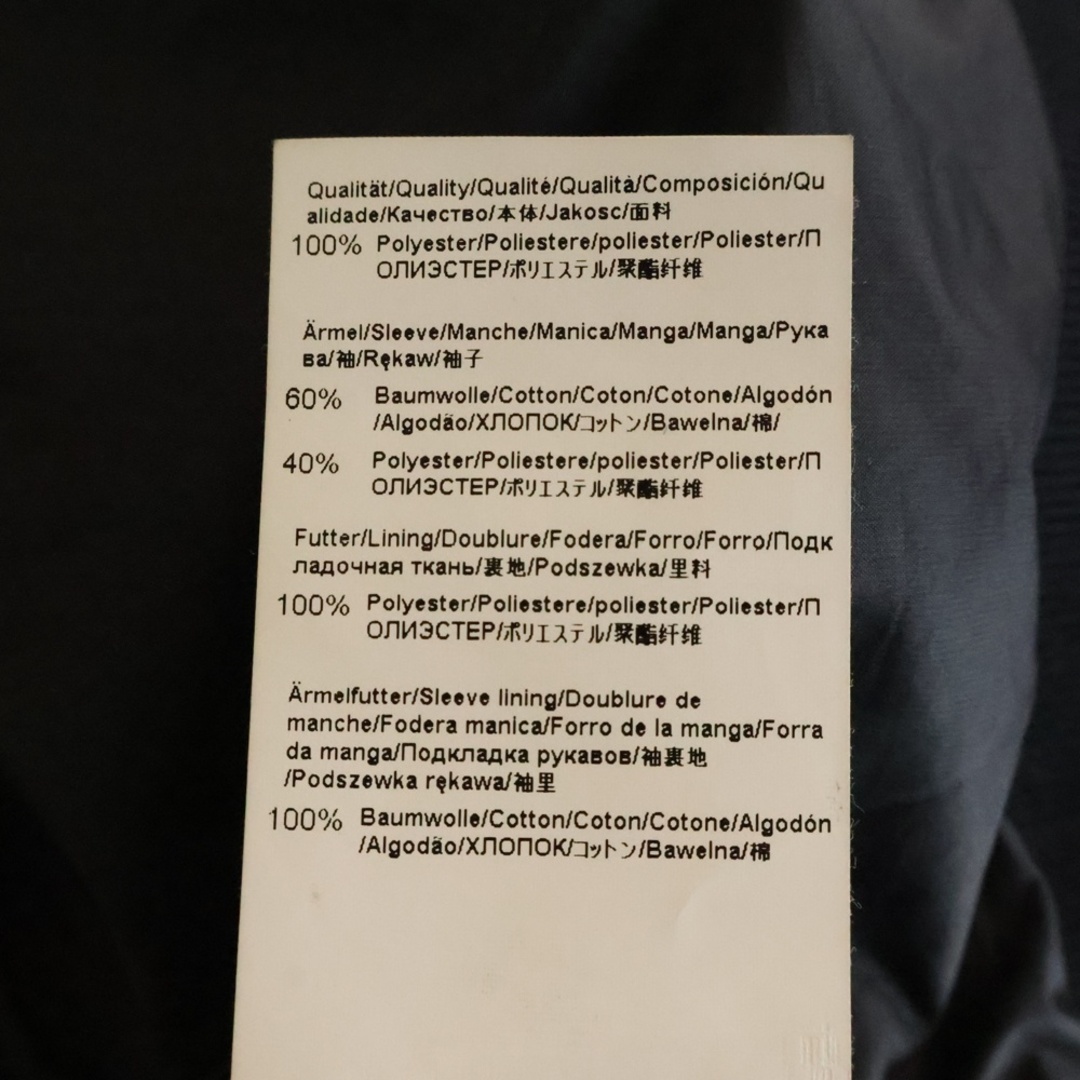 Qualität/Quality/Qualité/Qualità/Composición/Qu
alidade/Качество/本体/Jakosc/面料
100% Polyester/Poliestere/poliester/Poliester/П
ОЛИЭСТЕР/ポリエステル/聚酯纤维
Ärmel/Sleeve/Manche/Manica/Manga/Manga/Рука
ва/袖/Rękaw/袖子
60% Baumwolle/Cotton/Coton/Cotone/Algodón
/Algodão/ХЛОПОК/コットン/Bawelna/棉/
40% Polyester/Poliestere/poliester/Poliester/П
ОЛИЭСТЕР/ポリエステル/聚酯纤维
Futter/Lining/Doublure/Fodera/Forro/Forro/Подк
ладочная ткань/裏地/Podszewka/里料
100% Polyester/Poliestere/poliester/Poliester/П
ОЛИЭСТЕР/ポリエステル/聚酯纤维
Ärmelfutter/Sleeve lining/Doublure de
manche/Fodera manica/Forro de la manga/Forra
da manga/Подкладка рукавов/袖裏地
/Podszewka rękawa/袖里
100% Baumwolle/Cotton/Coton/Cotone/Algodón
/Algodão/ХЛОПОК/コットン/Bawelna/棉